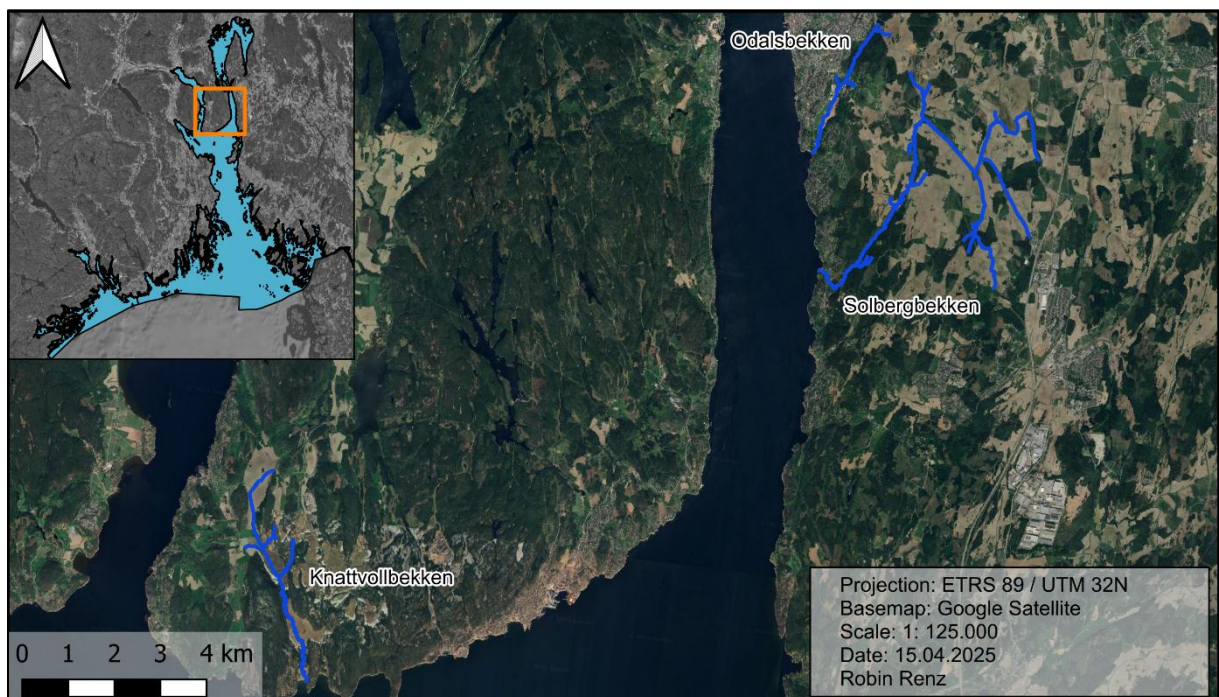 Odalsbekken
Solbergbekken
Knattvollbekken
0 1 2 3 4 km
Projection: ETRS 89 / UTM 32N
Basemap: Google Satellite
Scale: 1: 125.000
Date: 15.04.2025
Robin Renz